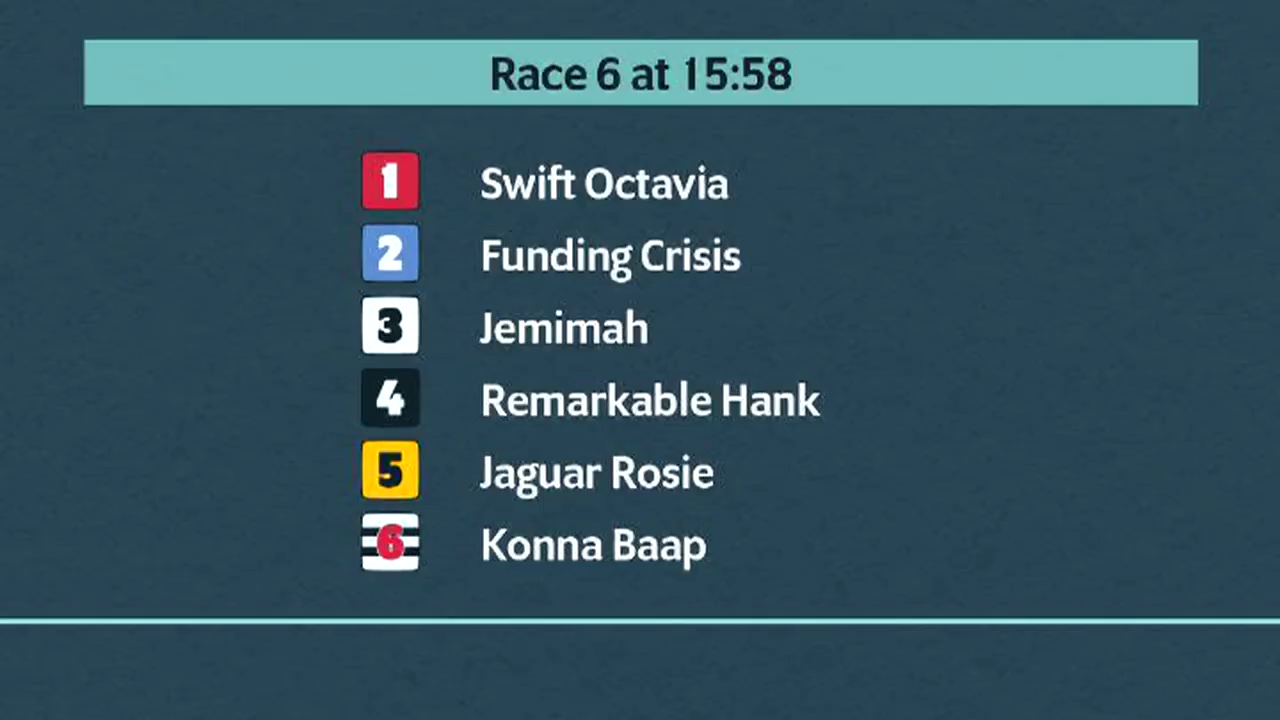 Race 6 at 15:58
1 Swift Octavia
2 Funding Crisis
3 Jemimah
4 Remarkable Hank
5 Jaguar Rosie
6 Konna Baap